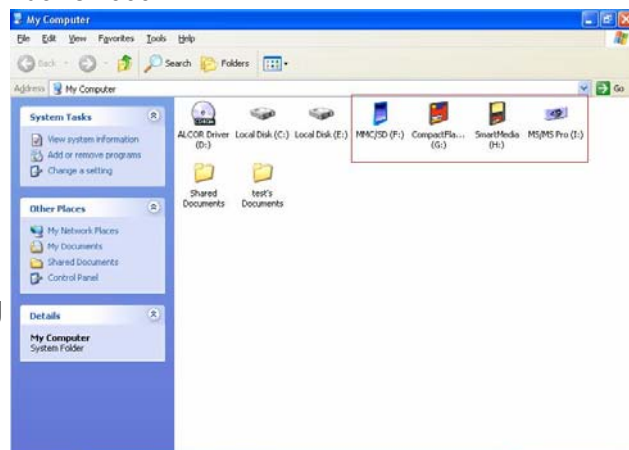 My Computer
File Edit View Favorites Tools Help
Back Search Folders
Address My Computer Go
System Tasks
View system information
Add or remove programs
Change a setting
Other Places
My Network Places
My Documents
Shared Documents
Control Panel
Details
My Computer
System Folder
ALCOR Driver (D:)
Local Disk (C:)
Local Disk (E:)
MMC/SD (F:)
CompactFla... (G:)
SmartMedia (H:)
MS/MS Pro (I:)
Shared Documents
test's Documents